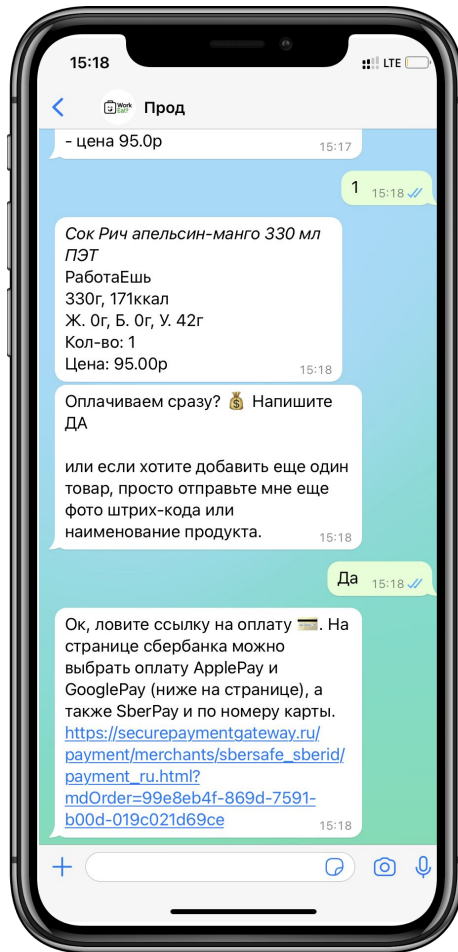 15:18
LTE
Work
Eat?
Прод
- цена 95.0р
15:17
1
15:18
Сок Рич апельсин-манго 330 мл
ПЭТ
РаботаЕшь
330г, 171ккал
Ж. 0г, Б. 0г, У. 42г
Кол-во: 1
Цена: 95.00р
15:18
Оплачиваем сразу? 💰 Напишите
ДА
или если хотите добавить еще один
товар, просто отправьте мне еще
фото штрих-кода или
наименование продукта.
15:18
Да
15:18
Ок, ловите ссылку на оплату 💳. На
странице сбербанка можно
выбрать оплату ApplePay и
GooglePay (ниже на странице), а
также SberPay и по номеру карты.
https://securepaymentgateway.ru/
payment/merchants/sbersafe_sberid/
payment_ru.html?
mdOrder=99e8eb4f-869d-7591-
b00d-019c021d69ce
15:18